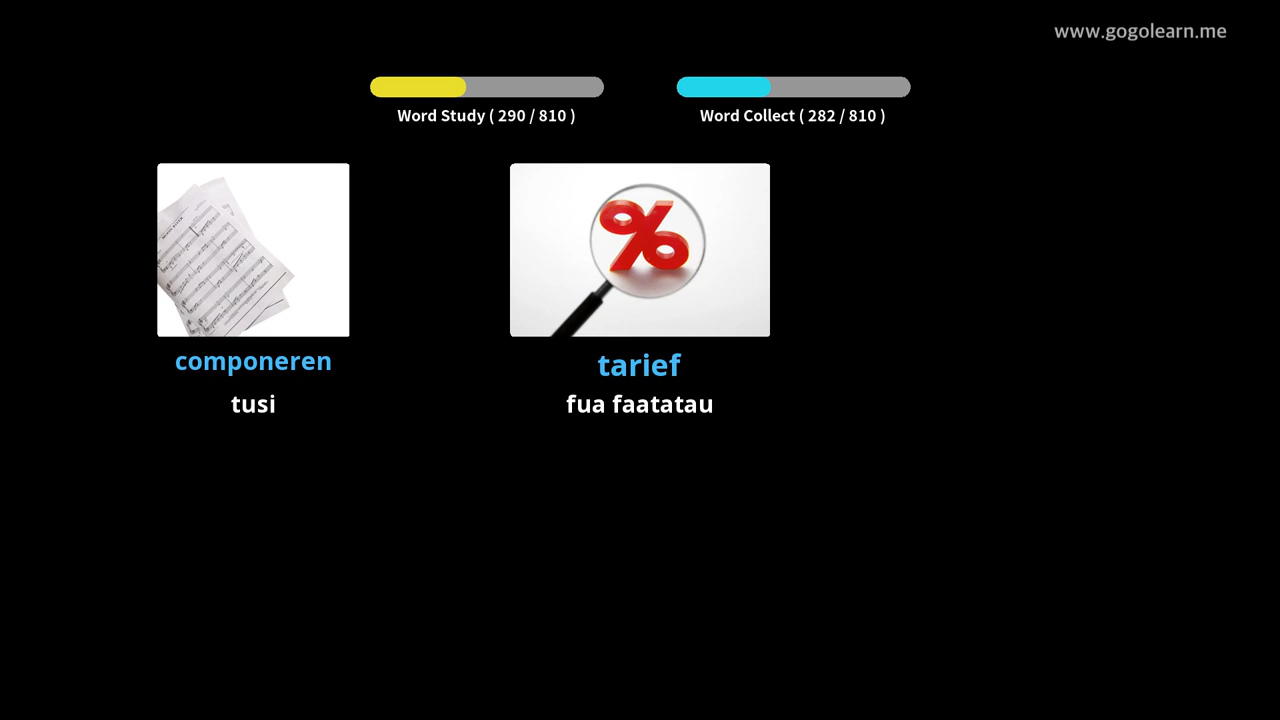 www.gogolearn.me
Word Study ( 290 / 810 )
Word Collect ( 282 / 810 )
%
componeren
tarief
tusi
fua faatatau